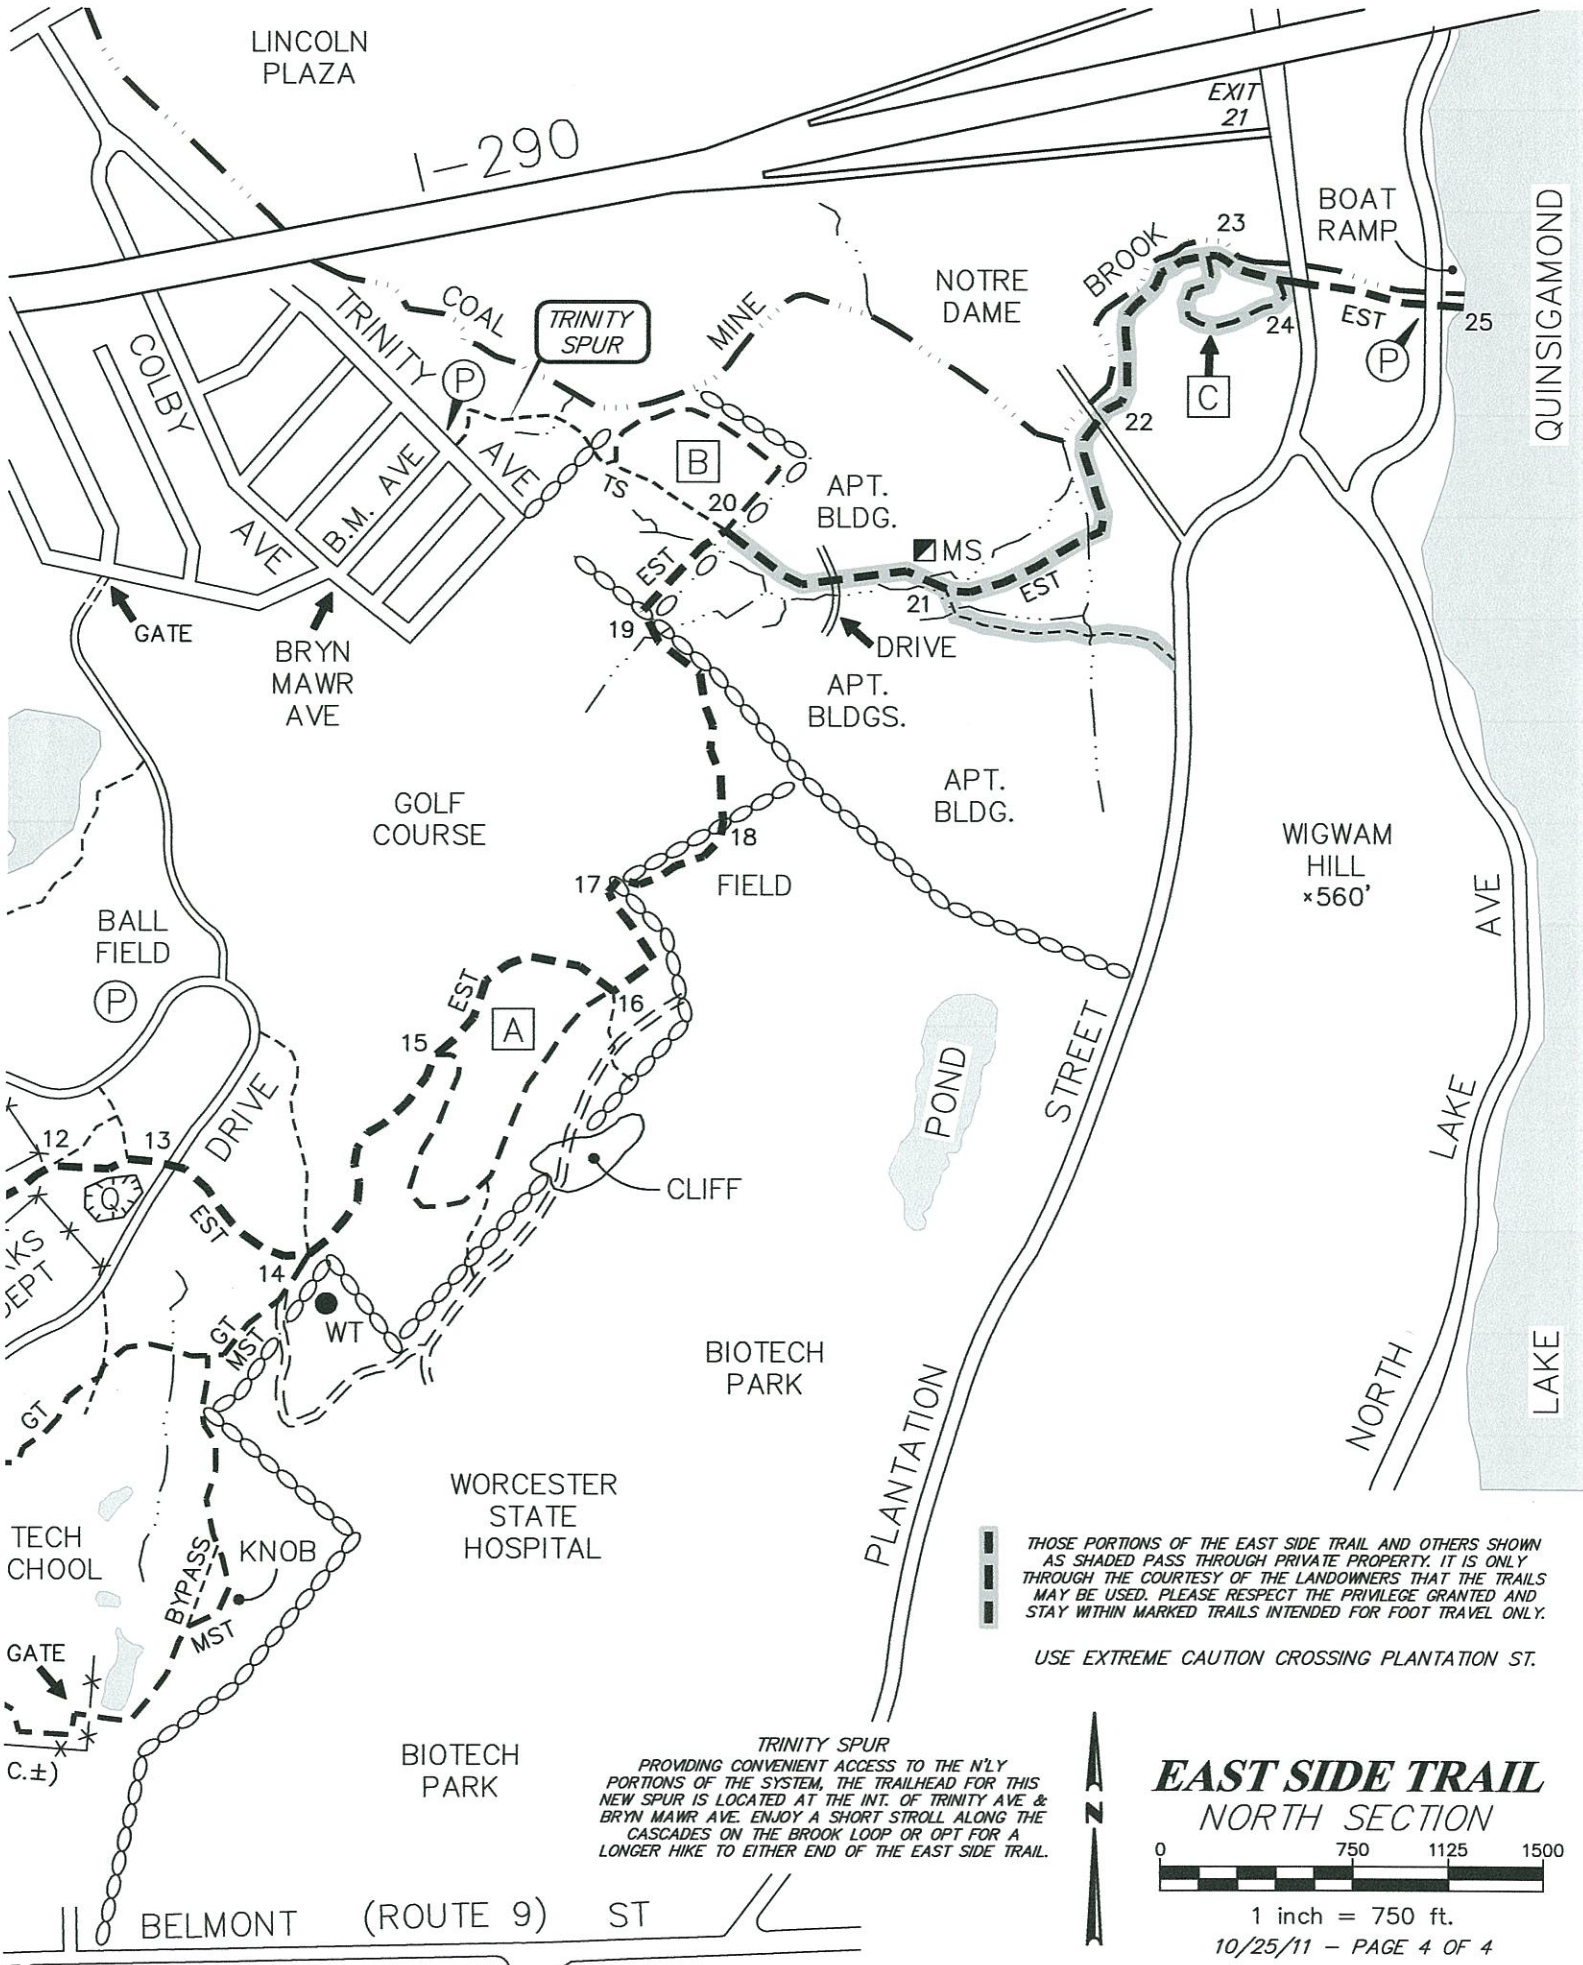 LINCOLN
PLAZA
I-290
EXIT
21
BOAT
RAMP
QUINSIGAMOND
23
BROOK
NOTRE
DAME
TRINITY
COAL
TRINITY
SPUR
MINE
24
EST
25
P
COLBY
P
C
22
AVE
B
TS
20
APT.
BLDG.
B.M. AVE
AVE
MS
EST
EST
21
GATE
19
DRIVE
BRYN
MAWR
AVE
APT.
BLDGS.
GOLF
COURSE
APT.
BLDG.
WIGWAM
HILL
×560'
18
17
FIELD
AVE
BALL
FIELD
P
EST
16
A
15
POND
STREET
LAKE
DRIVE
12
13
Q
CLIFF
EST
KS
DEPT
14
WT
GT
MST
BIOTECH
PARK
LAKE
NORTH
GT
PLANTATION
WORCESTER
STATE
HOSPITAL
TECH
CHOOL
KNOB
BYPASS
MST
GATE
THOSE PORTIONS OF THE EAST SIDE TRAIL AND OTHERS SHOWN
AS SHADED PASS THROUGH PRIVATE PROPERTY. IT IS ONLY
THROUGH THE COURTESY OF THE LANDOWNERS THAT THE TRAILS
MAY BE USED. PLEASE RESPECT THE PRIVILEGE GRANTED AND
STAY WITHIN MARKED TRAILS INTENDED FOR FOOT TRAVEL ONLY.
USE EXTREME CAUTION CROSSING PLANTATION ST.
C.±)
BIOTECH
PARK
TRINITY SPUR
PROVIDING CONVENIENT ACCESS TO THE N'LY
PORTIONS OF THE SYSTEM, THE TRAILHEAD FOR THIS
NEW SPUR IS LOCATED AT THE INT. OF TRINITY AVE &
BRYN MAWR AVE. ENJOY A SHORT STROLL ALONG THE
CASCADES ON THE BROOK LOOP OR OPT FOR A
LONGER HIKE TO EITHER END OF THE EAST SIDE TRAIL.
N
EAST SIDE TRAIL
NORTH SECTION
0 750 1125 1500
1 inch = 750 ft.
10/25/11 - PAGE 4 OF 4
BELMONT (ROUTE 9) ST